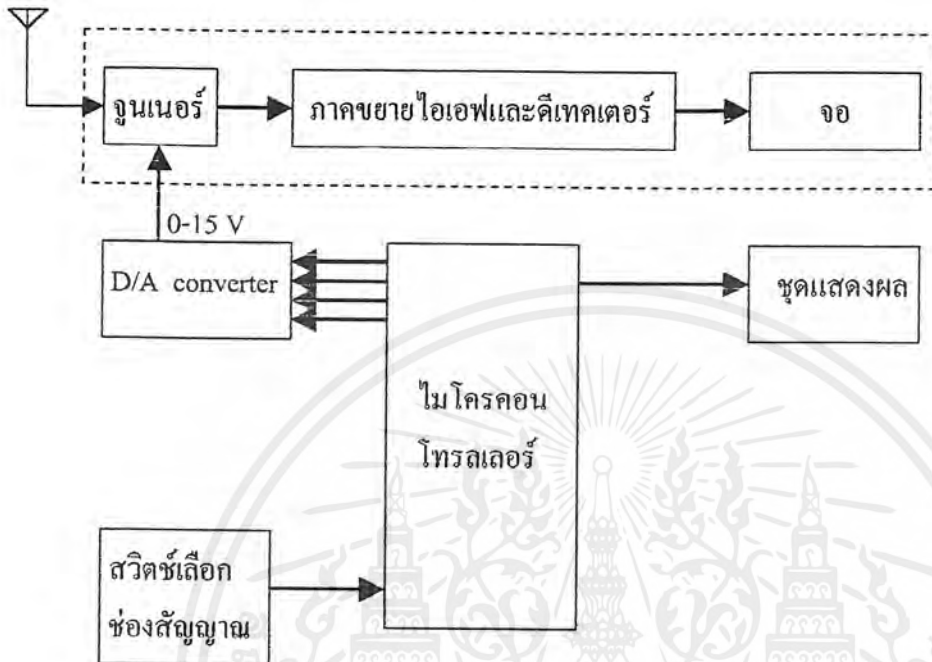 จูนเนอร์
ภาคขยายไอเอฟและดีเทคเตอร์
จอ
0-15 V
D/A converter
ชุดแสดงผล
ไมโครคอน
โทรลเลอร์
สวิตช์เลือก
ช่องสัญญาณ